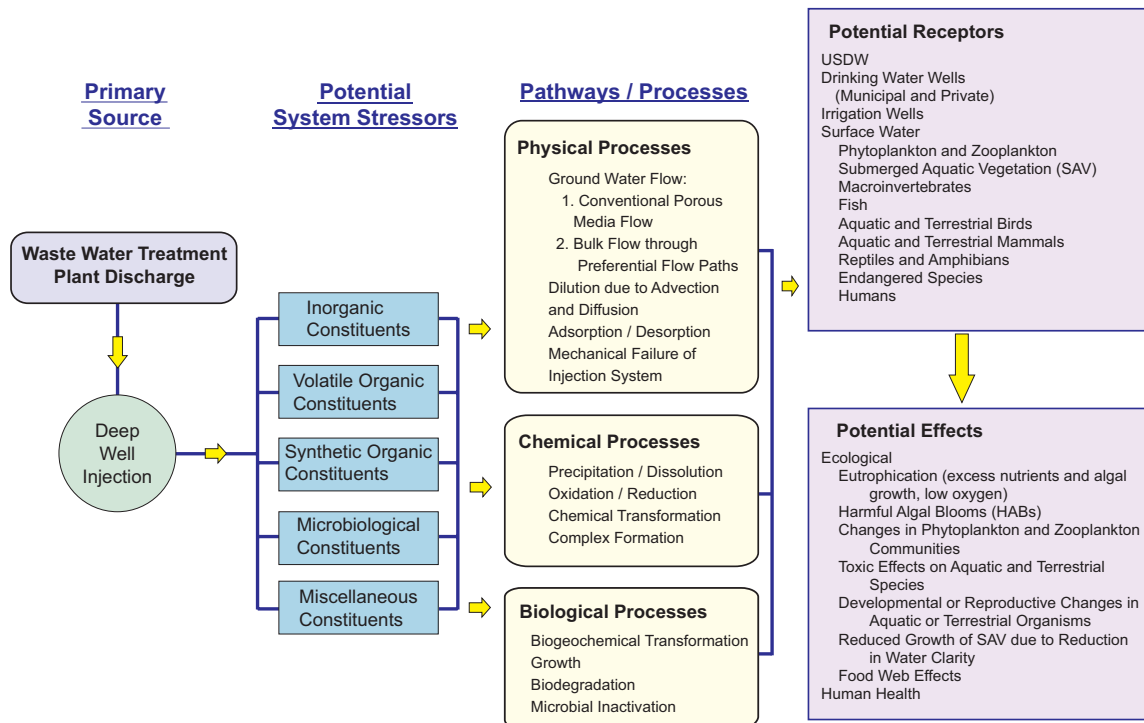 Primary
Source
Waste Water Treatment
Plant Discharge
Deep
Well
Injection
Potential
System Stressors
Inorganic
Constituents
Volatile Organic
Constituents
Synthetic Organic
Constituents
Microbiological
Constituents
Miscellaneous
Constituents
Pathways / Processes
Physical Processes
Ground Water Flow:
1. Conventional Porous
Media Flow
2. Bulk Flow through
Preferential Flow Paths
Dilution due to Advection
and Diffusion
Adsorption / Desorption
Mechanical Failure of
Injection System
Chemical Processes
Precipitation / Dissolution
Oxidation / Reduction
Chemical Transformation
Complex Formation
Biological Processes
Biogeochemical Transformation
Growth
Biodegradation
Microbial Inactivation
Potential Receptors
USDW
Drinking Water Wells
(Municipal and Private)
Irrigation Wells
Surface Water
Phytoplankton and Zooplankton
Submerged Aquatic Vegetation (SAV)
Macroinvertebrates
Fish
Aquatic and Terrestrial Birds
Aquatic and Terrestrial Mammals
Reptiles and Amphibians
Endangered Species
Humans
Potential Effects
Ecological
Eutrophication (excess nutrients and algal
growth, low oxygen)
Harmful Algal Blooms (HABs)
Changes in Phytoplankton and Zooplankton
Communities
Toxic Effects on Aquatic and Terrestrial
Species
Developmental or Reproductive Changes in
Aquatic or Terrestrial Organisms
Reduced Growth of SAV due to Reduction
in Water Clarity
Food Web Effects
Human Health